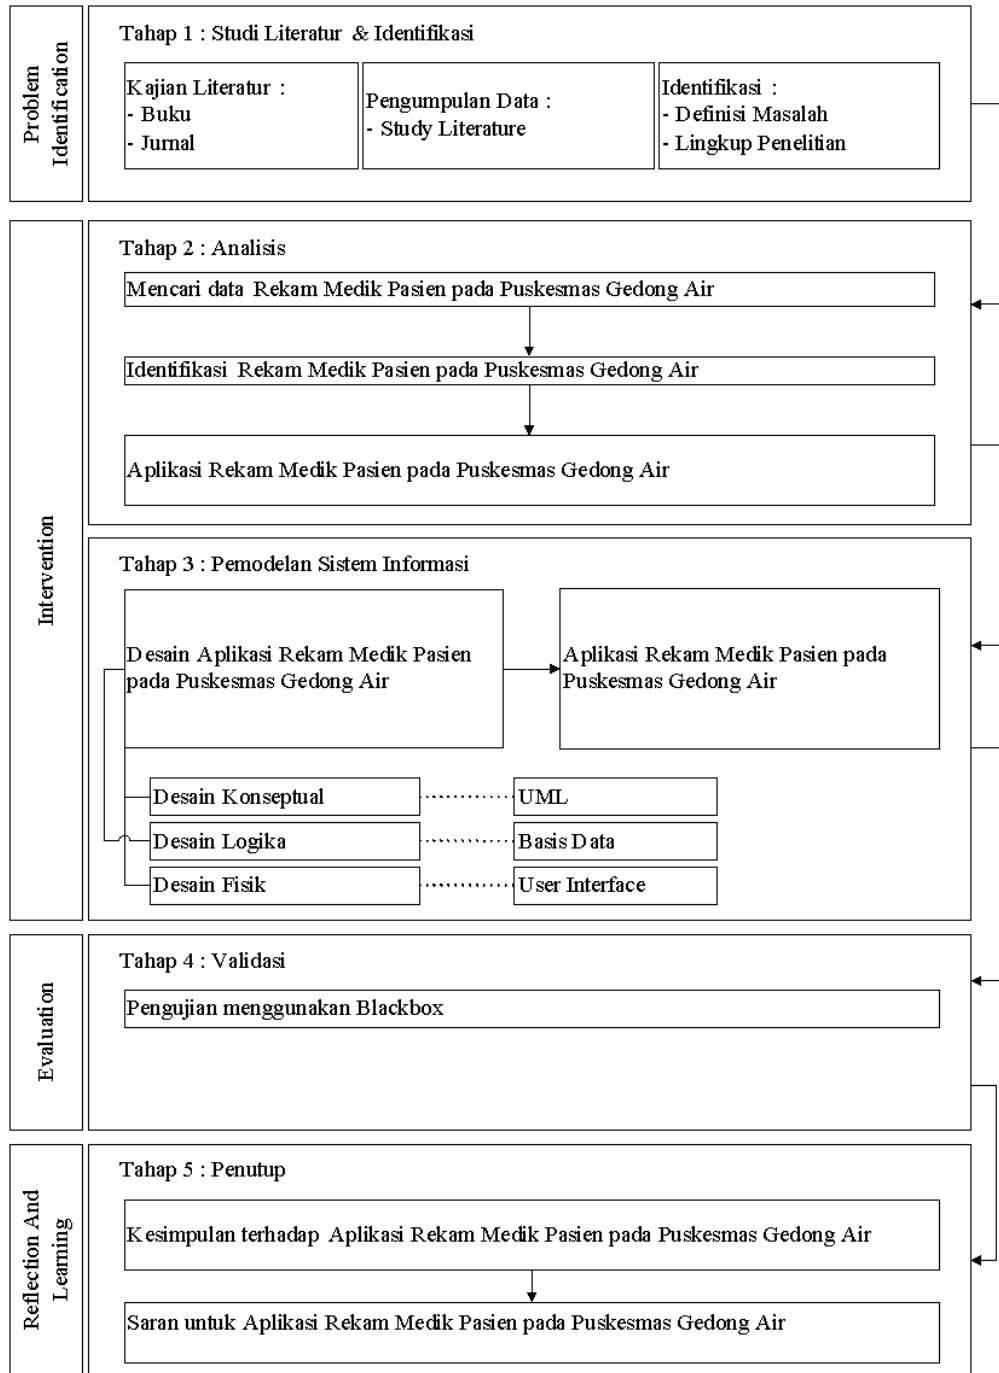 Problem
Identification
Tahap 1 : Studi Literatur & Identifikasi
Kajian Literatur :
- Buku
- Jurnal
Pengumpulan Data :
- Study Literature
Identifikasi :
- Definisi Masalah
- Lingkup Penelitian
Intervention
Tahap 2 : Analisis
Mencari data Rekam Medik Pasien pada Puskesmas Gedong Air
Identifikasi Rekam Medik Pasien pada Puskesmas Gedong Air
Aplikasi Rekam Medik Pasien pada Puskesmas Gedong Air
Tahap 3 : Pemodelan Sistem Informasi
Desain Aplikasi Rekam Medik Pasien
pada Puskesmas Gedong Air
Aplikasi Rekam Medik Pasien pada
Puskesmas Gedong Air
Desain Konseptual
UML
Desain Logika
Basis Data
Desain Fisik
User Interface
Evaluation
Tahap 4 : Validasi
Pengujian menggunakan Blackbox
Reflection And
Learning
Tahap 5 : Penutup
Kesimpulan terhadap Aplikasi Rekam Medik Pasien pada Puskesmas Gedong Air
Saran untuk Aplikasi Rekam Medik Pasien pada Puskesmas Gedong Air